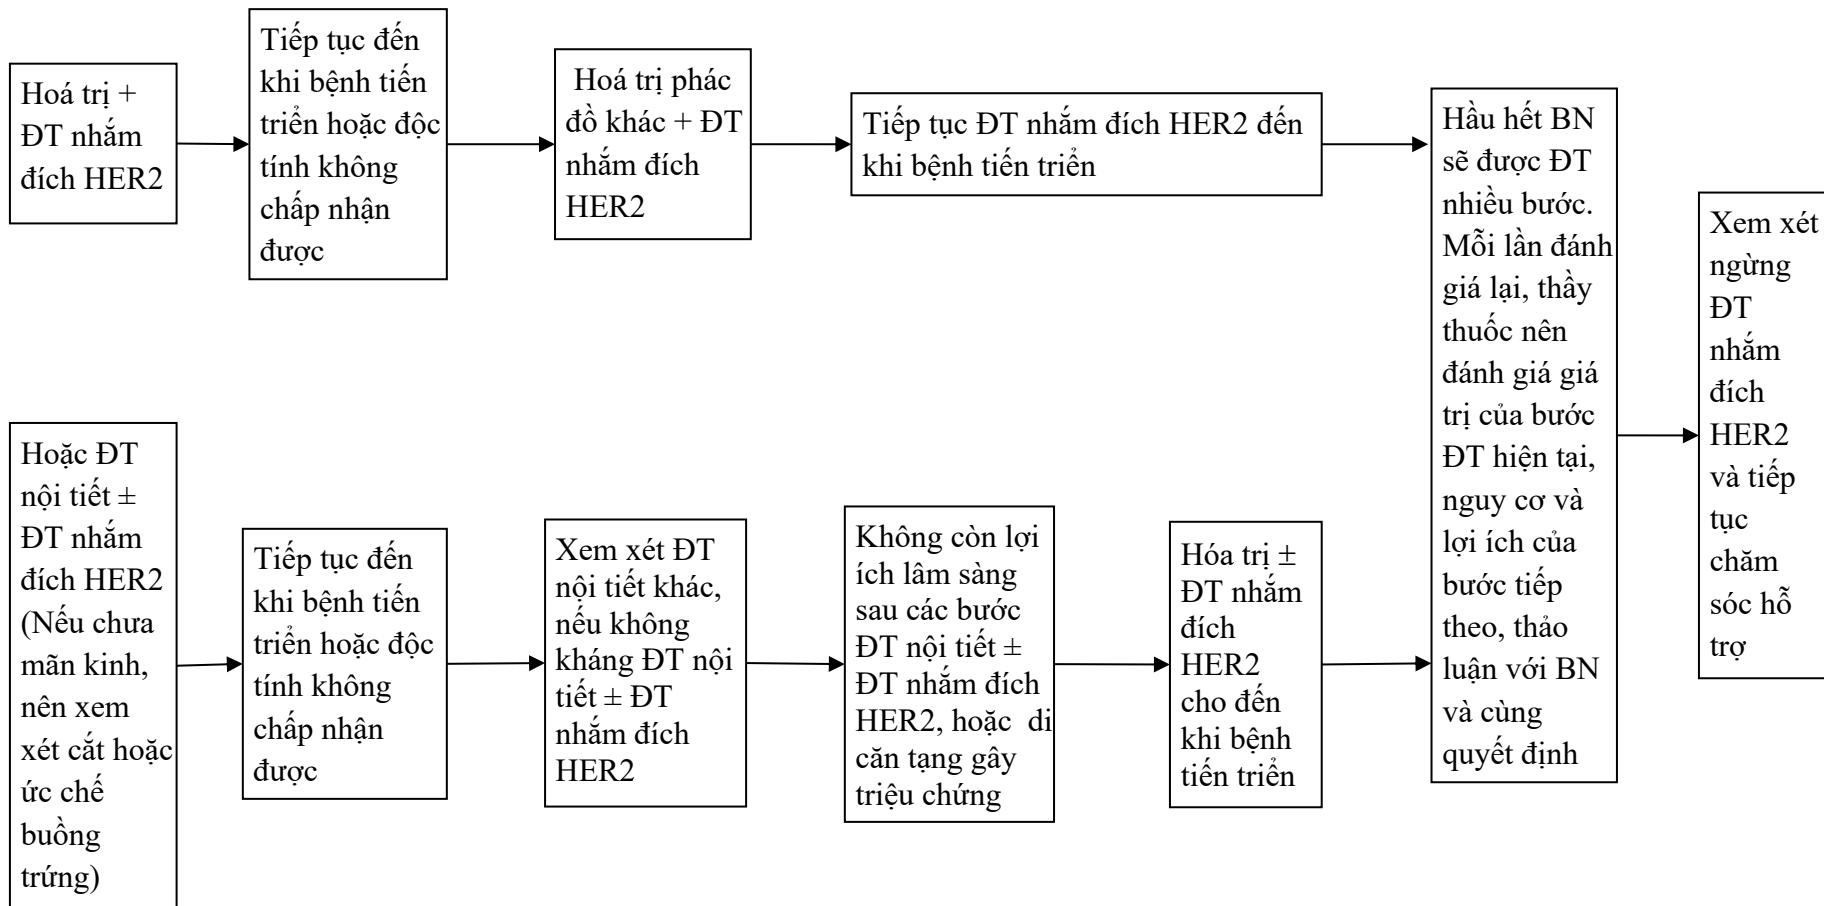 Hoá trị +
ĐT nhắm
đích HER2
Tiếp tục đến
khi bệnh tiến
triển hoặc độc
tính không
chấp nhận
được
Hoá trị phác
đồ khác + ĐT
nhắm đích
HER2
Tiếp tục ĐT nhắm đích HER2 đến
khi bệnh tiến triển
Hoặc ĐT
nội tiết ±
ĐT nhắm
đích HER2
(Nếu chưa
mãn kinh,
nên xem
xét cắt hoặc
ức chế
buồng
trứng)
Tiếp tục đến
khi bệnh tiến
triển hoặc độc
tính không
chấp nhận
được
Xem xét ĐT
nội tiết khác,
nếu không
kháng ĐT nội
tiết ± ĐT
nhắm đích
HER2
Không còn lợi
ích lâm sàng
sau các bước
ĐT nội tiết ±
ĐT nhắm đích
HER2, hoặc di
căn tạng gây
triệu chứng
Hóa trị ±
ĐT nhắm
đích
HER2
cho đến
khi bệnh
tiến triển
Hầu hết BN
sẽ được ĐT
nhiều bước.
Mỗi lần đánh
giá lại, thầy
thuốc nên
đánh giá giá
trị của bước
ĐT hiện tại,
nguy cơ và
lợi ích của
bước tiếp
theo, thảo
luận với BN
và cùng
quyết định
Xem xét
ngừng
ĐT
nhắm
đích
HER2
và tiếp
tục
chăm
sóc hỗ
trợ